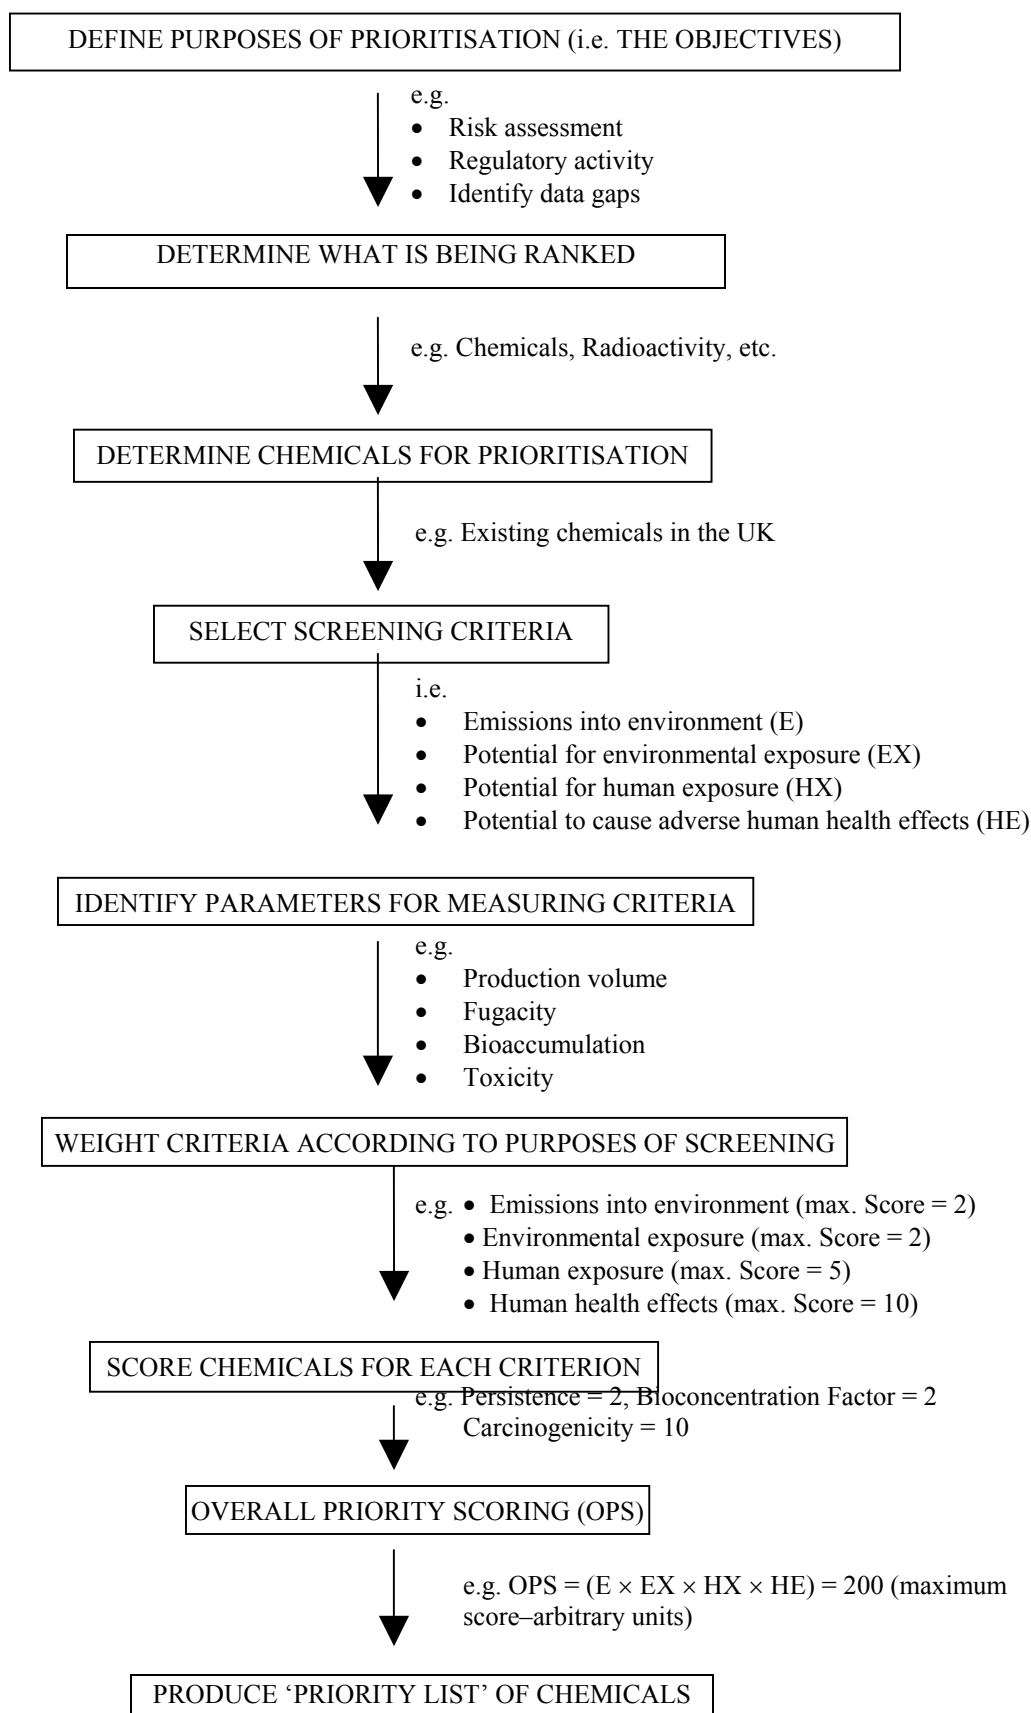 DEFINE PURPOSES OF PRIORITISATION (i.e. THE OBJECTIVES)
e.g.
• Risk assessment
• Regulatory activity
• Identify data gaps
DETERMINE WHAT IS BEING RANKED
e.g. Chemicals, Radioactivity, etc.
DETERMINE CHEMICALS FOR PRIORITISATION
e.g. Existing chemicals in the UK
SELECT SCREENING CRITERIA
i.e.
• Emissions into environment (E)
• Potential for environmental exposure (EX)
• Potential for human exposure (HX)
• Potential to cause adverse human health effects (HE)
IDENTIFY PARAMETERS FOR MEASURING CRITERIA
e.g.
• Production volume
• Fugacity
• Bioaccumulation
• Toxicity
WEIGHT CRITERIA ACCORDING TO PURPOSES OF SCREENING
e.g. • Emissions into environment (max. Score = 2)
• Environmental exposure (max. Score = 2)
• Human exposure (max. Score = 5)
• Human health effects (max. Score = 10)
SCORE CHEMICALS FOR EACH CRITERION
e.g. Persistence = 2, Bioconcentration Factor = 2
Carcinogenicity = 10
OVERALL PRIORITY SCORING (OPS)
e.g. OPS = (E × EX × HX × HE) = 200 (maximum
score–arbitrary units)
PRODUCE ‘PRIORITY LIST’ OF CHEMICALS